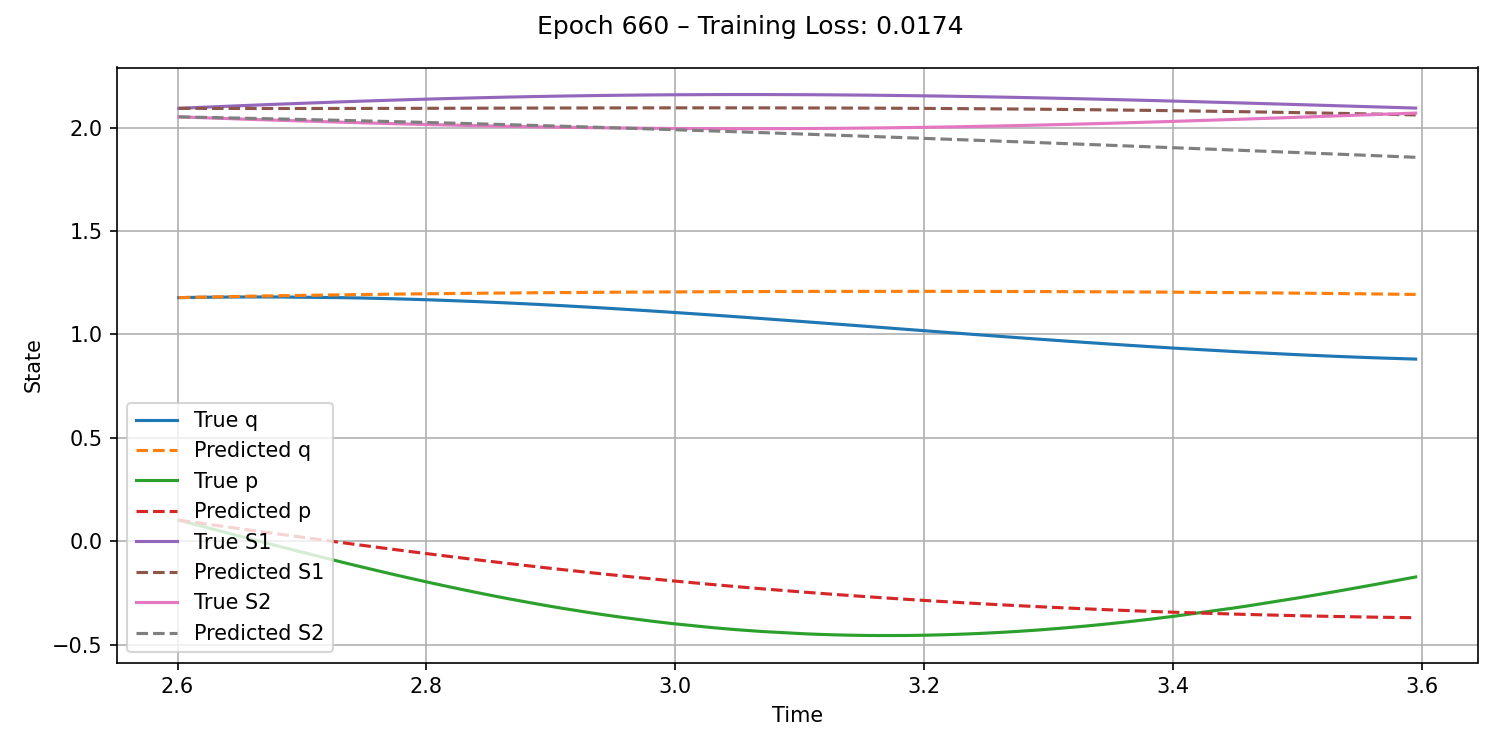 Epoch 660 – Training Loss: 0.0174
2.0
1.5
1.0
0.5
0.0
−0.5
State
True q
Predicted q
True p
Predicted p
True S1
Predicted S1
True S2
Predicted S2
2.6 2.8 3.0 3.2 3.4 3.6
Time